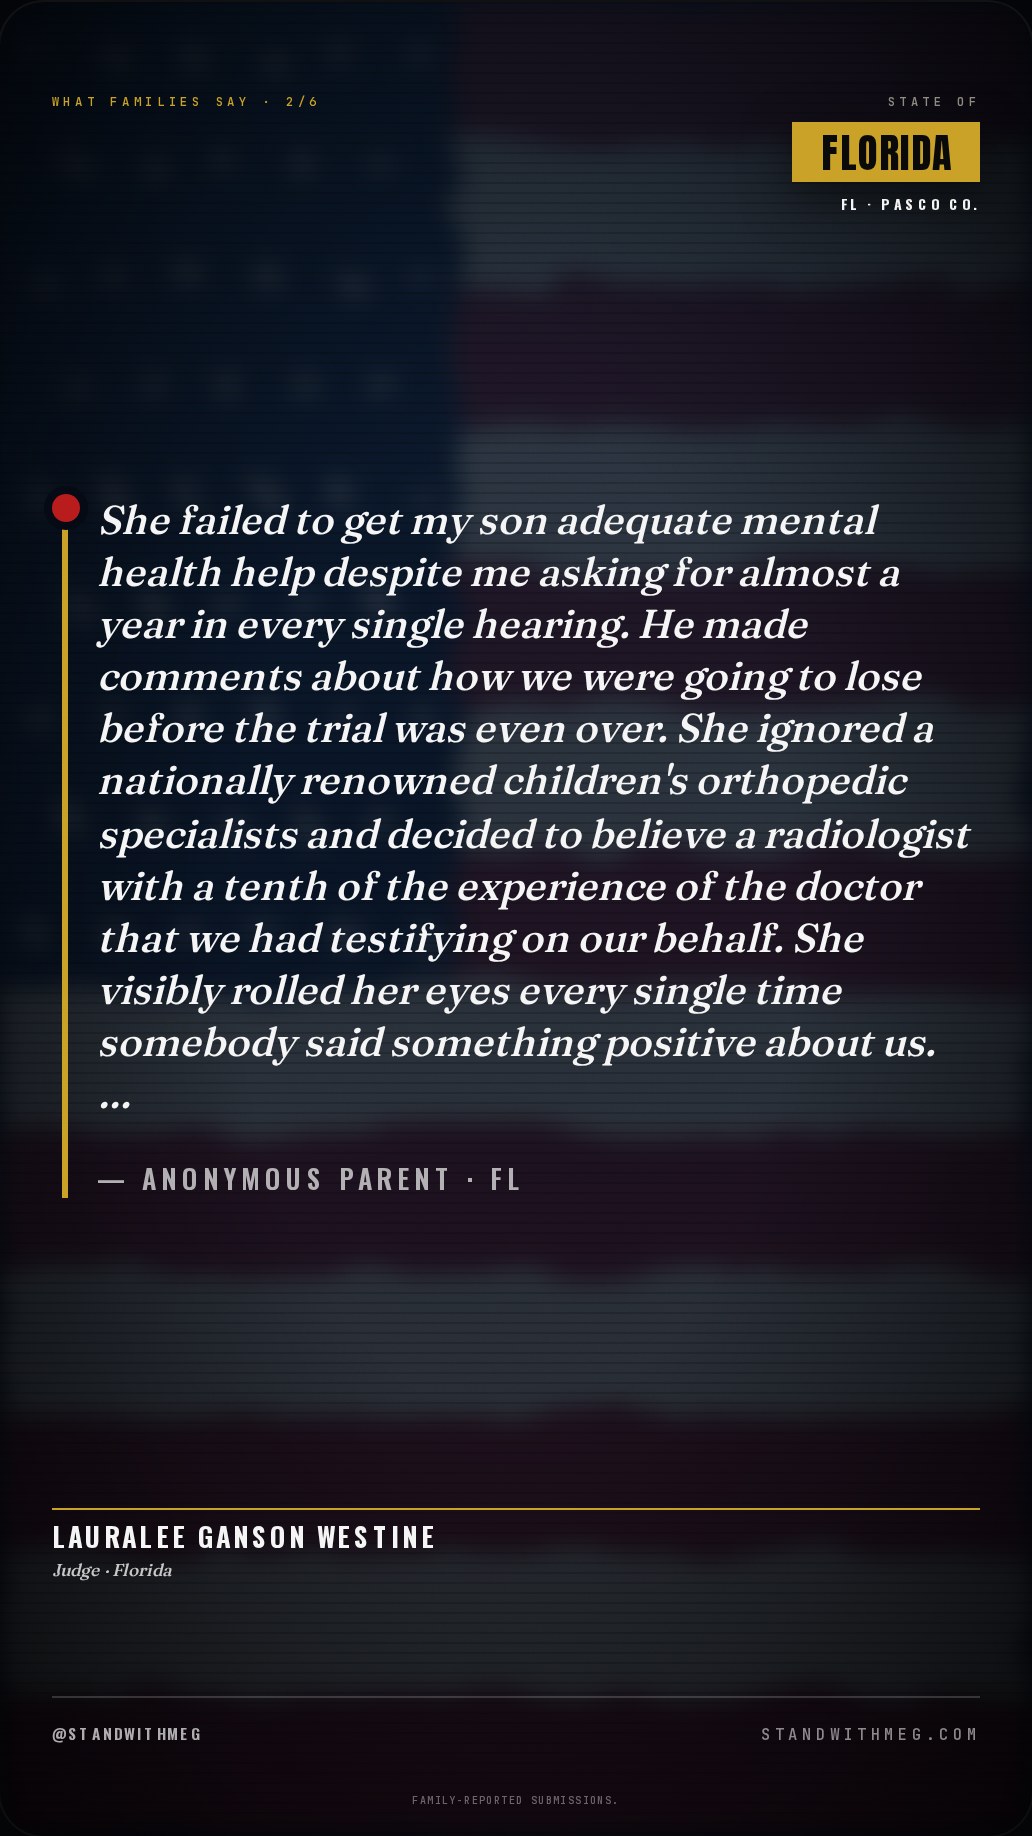 WHAT FAMILIES SAY · 2/6
STATE OF
FLORIDA
FL · PASCO CO.
She failed to get my son adequate mental
health help despite me asking for almost a
year in every single hearing. He made
comments about how we were going to lose
before the trial was even over. She ignored a
nationally renowned children's orthopedic
specialists and decided to believe a radiologist
with a tenth of the experience of the doctor
that we had testifying on our behalf. She
visibly rolled her eyes every single time
somebody said something positive about us.
...
— ANONYMOUS PARENT · FL
LAURALEE GANSON WESTINE
Judge · Florida
@STANDWITHMEG
STANDWITHMEG.COM
FAMILY-REPORTED SUBMISSIONS.